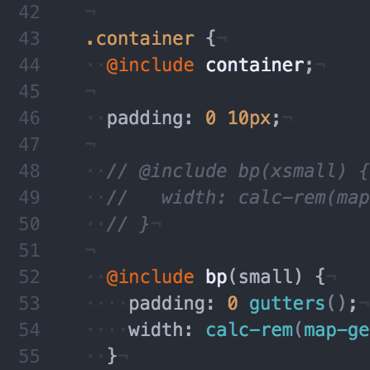 42
43 .container {
44 @include container;
45
46 padding: 0 10px;
47
48 // @include bp(xsmall) {
49 //   width: calc-rem(map
50 // }
51
52 @include bp(small) {
53 padding: 0 gutters();
54 width: calc-rem(map-ge
55 }